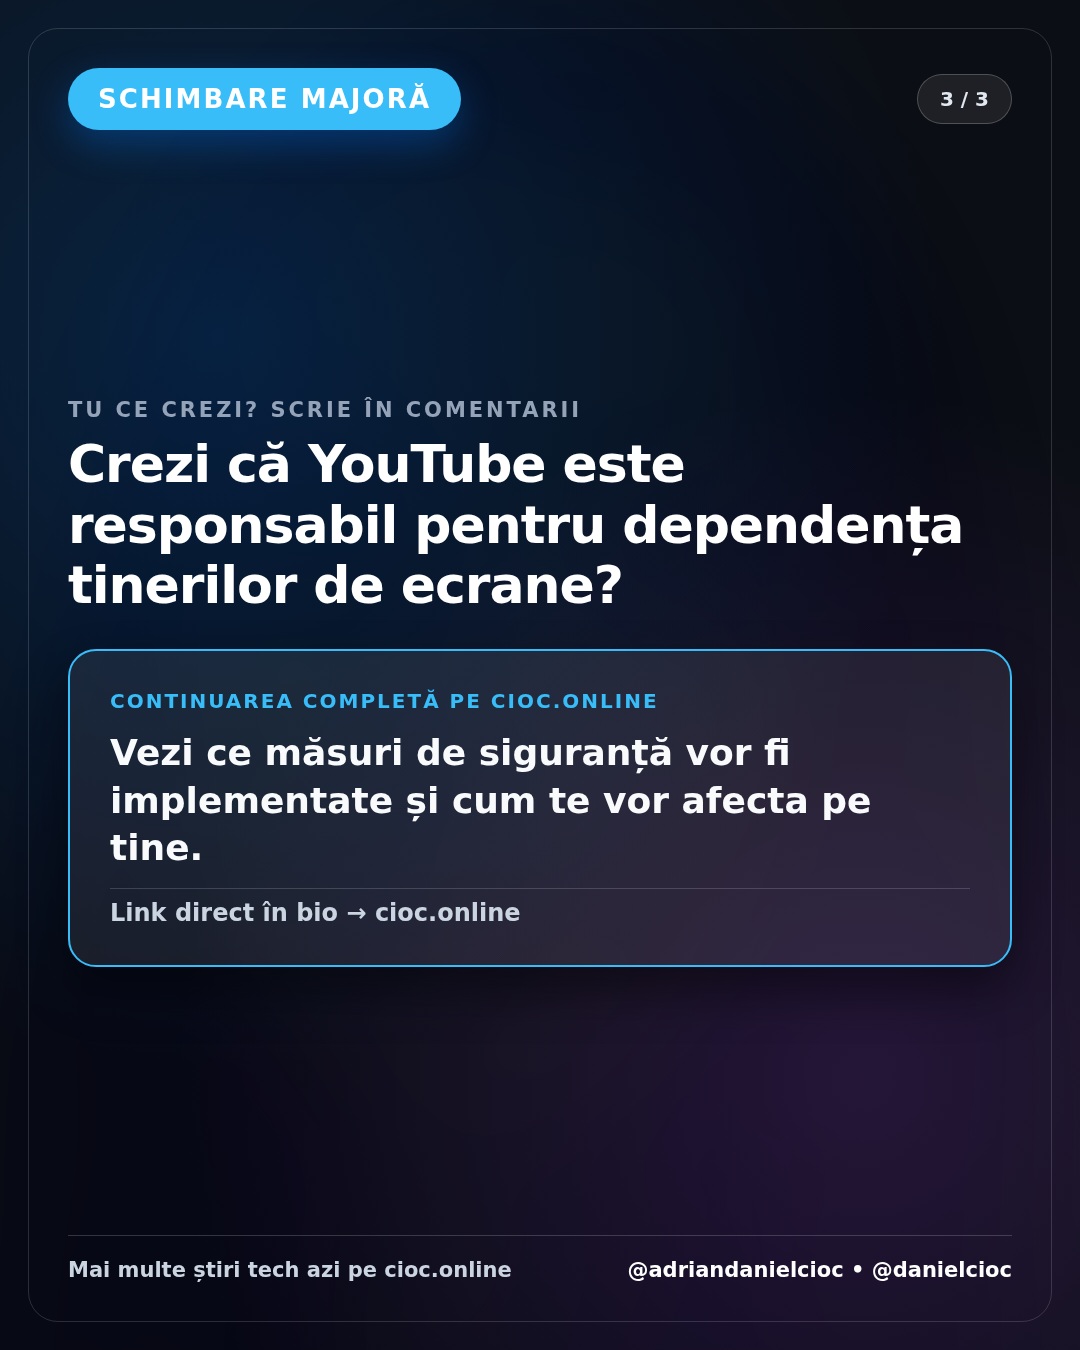 SCHIMBARE MAJORĂ
3 / 3
TU CE CREZI? SCRIE ÎN COMENTARII
Crezi că YouTube este
responsabil pentru dependența
tinerilor de ecrane?
CONTINUAREA COMPLETĂ PE CIOC.ONLINE
Vezi ce măsuri de siguranță vor fi
implementate și cum te vor afecta pe
tine.
Link direct în bio → cioc.online
Mai multe știri tech azi pe cioc.online
@adriandanielcioc • @danielcioc